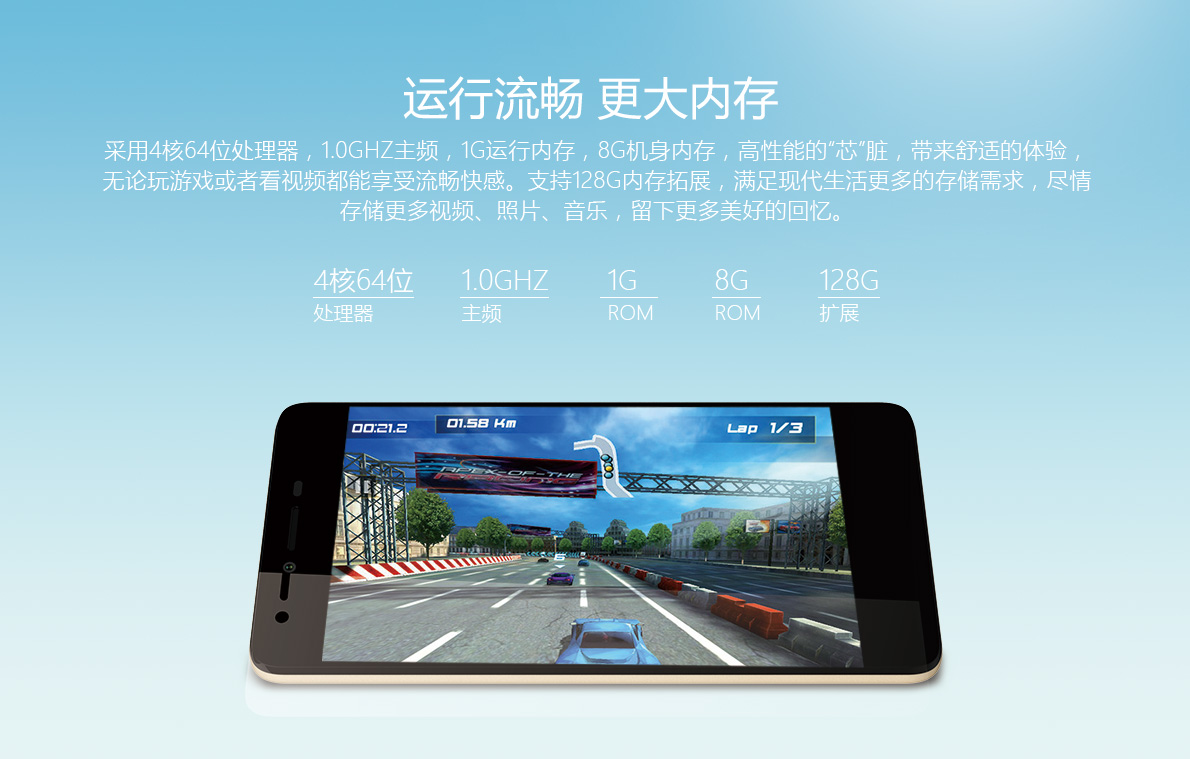 运行流畅 更大内存
采用4核64位处理器，1.0GHZ主频，1G运行内存，8G机身内存，高性能的“芯”脏，带来舒适的体验，
无论玩游戏或者看视频都能享受流畅快感。支持128G内存拓展，满足现代生活更多的存储需求，尽情
存储更多视频、照片、音乐，留下更多美好的回忆。
4核64位 1.0GHZ 1G 8G 128G
处理器 主频 ROM ROM 扩展
00:21.2 01.58 Km Lap 1/3
APEX-OF-THE